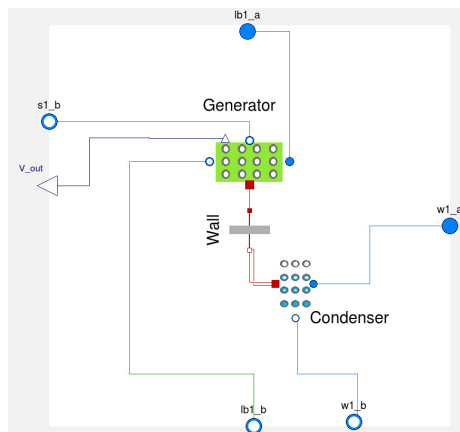 lb1_a
s1_b
Generator
V_out
Wall
w1_a
Condenser
lb1_b
w1_b